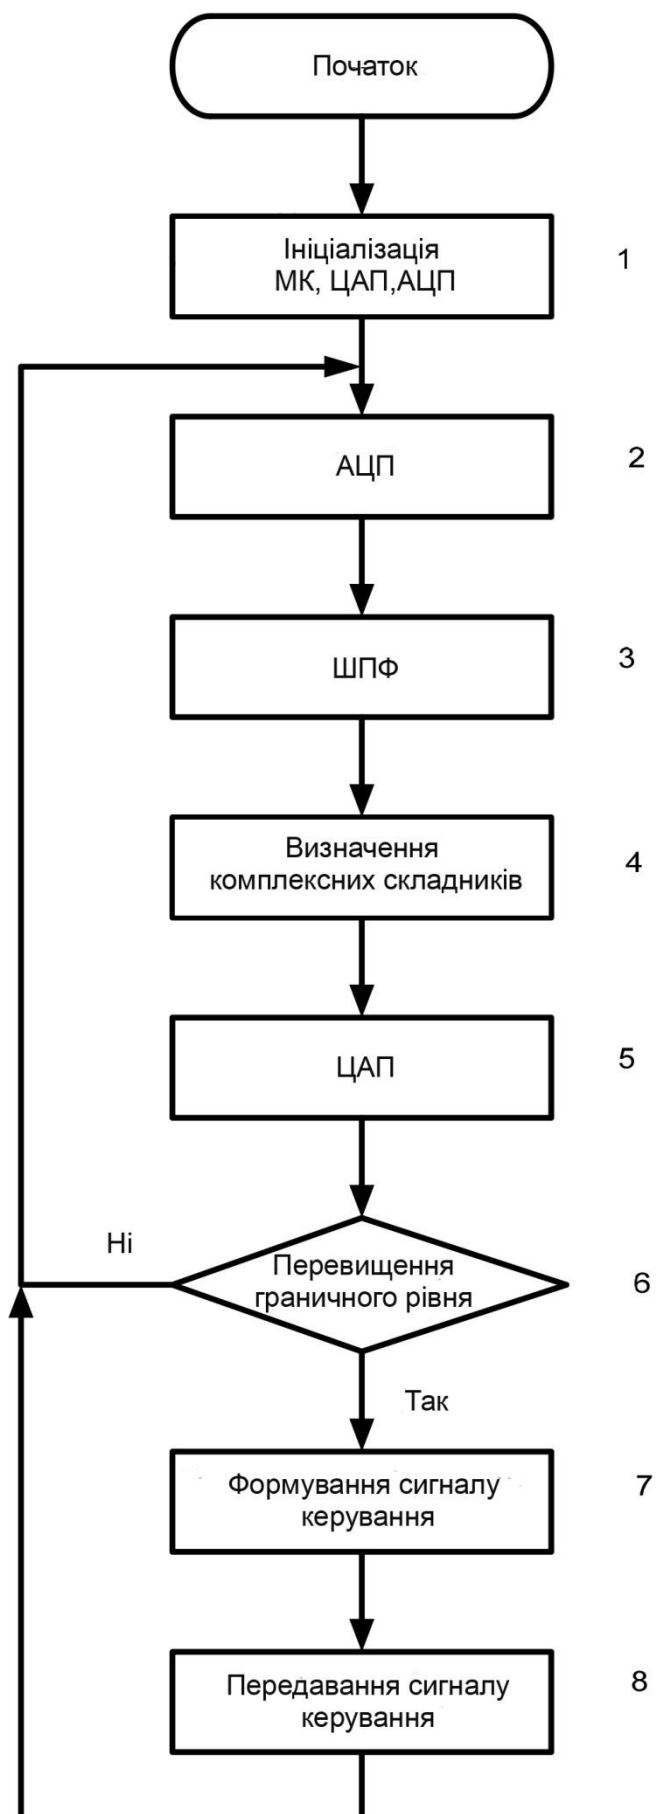 Початок
Ініціалізація
МК, ЦАП,АЦП
1
АЦП
2
ШПФ
3
Визначення
комплексних складників
4
ЦАП
5
Ні
Перевищення
граничного рівня
6
Так
Формування сигналу
керування
7
Передавання сигналу
керування
8